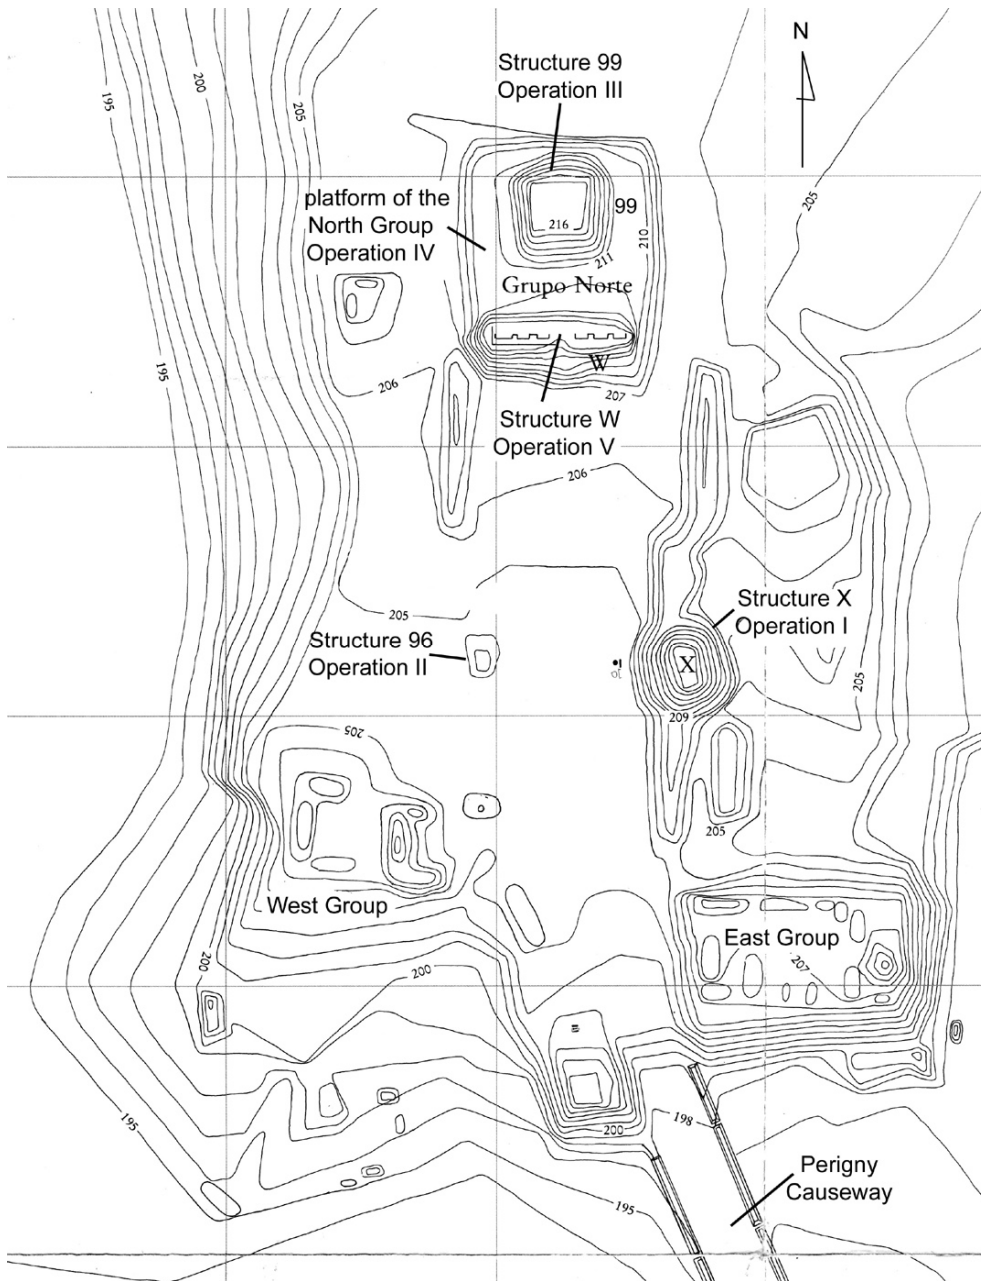 N
Structure 99
Operation III
200
195
205
205
platform of the
North Group
Operation IV
99
216
210
211
Grupo Norte
195
W
206
207
Structure W
Operation V
206
Structure X
Operation I
205
Structure 96
Operation II
X
10
205
209
205
205
West Group
East Group
207
200
200
195
200
198
Perigny
Causeway
195